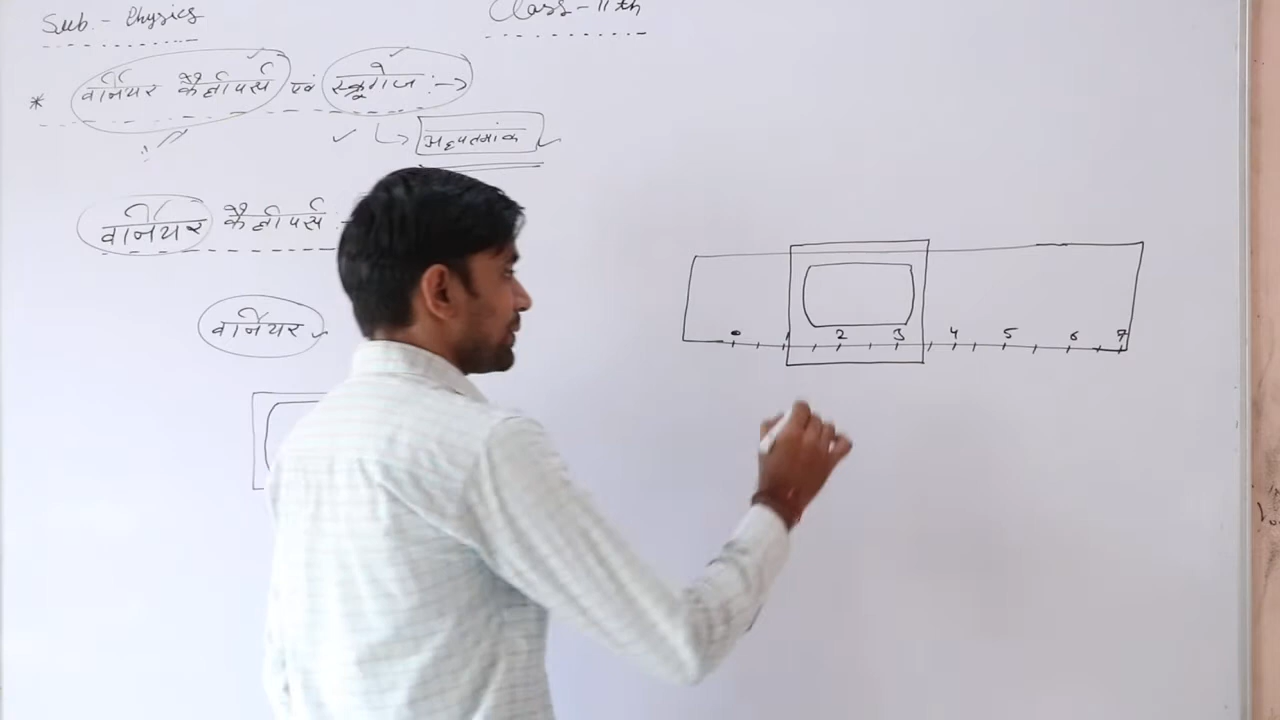 Sub. - Physics
Class - 11th
* वर्नियर कैलीपर्स एवं स्क्रूगेज :->
अल्पतमांक
वर्नियर कैलीपर्स :-
वर्नियर
0 2 3 4 5 6 7